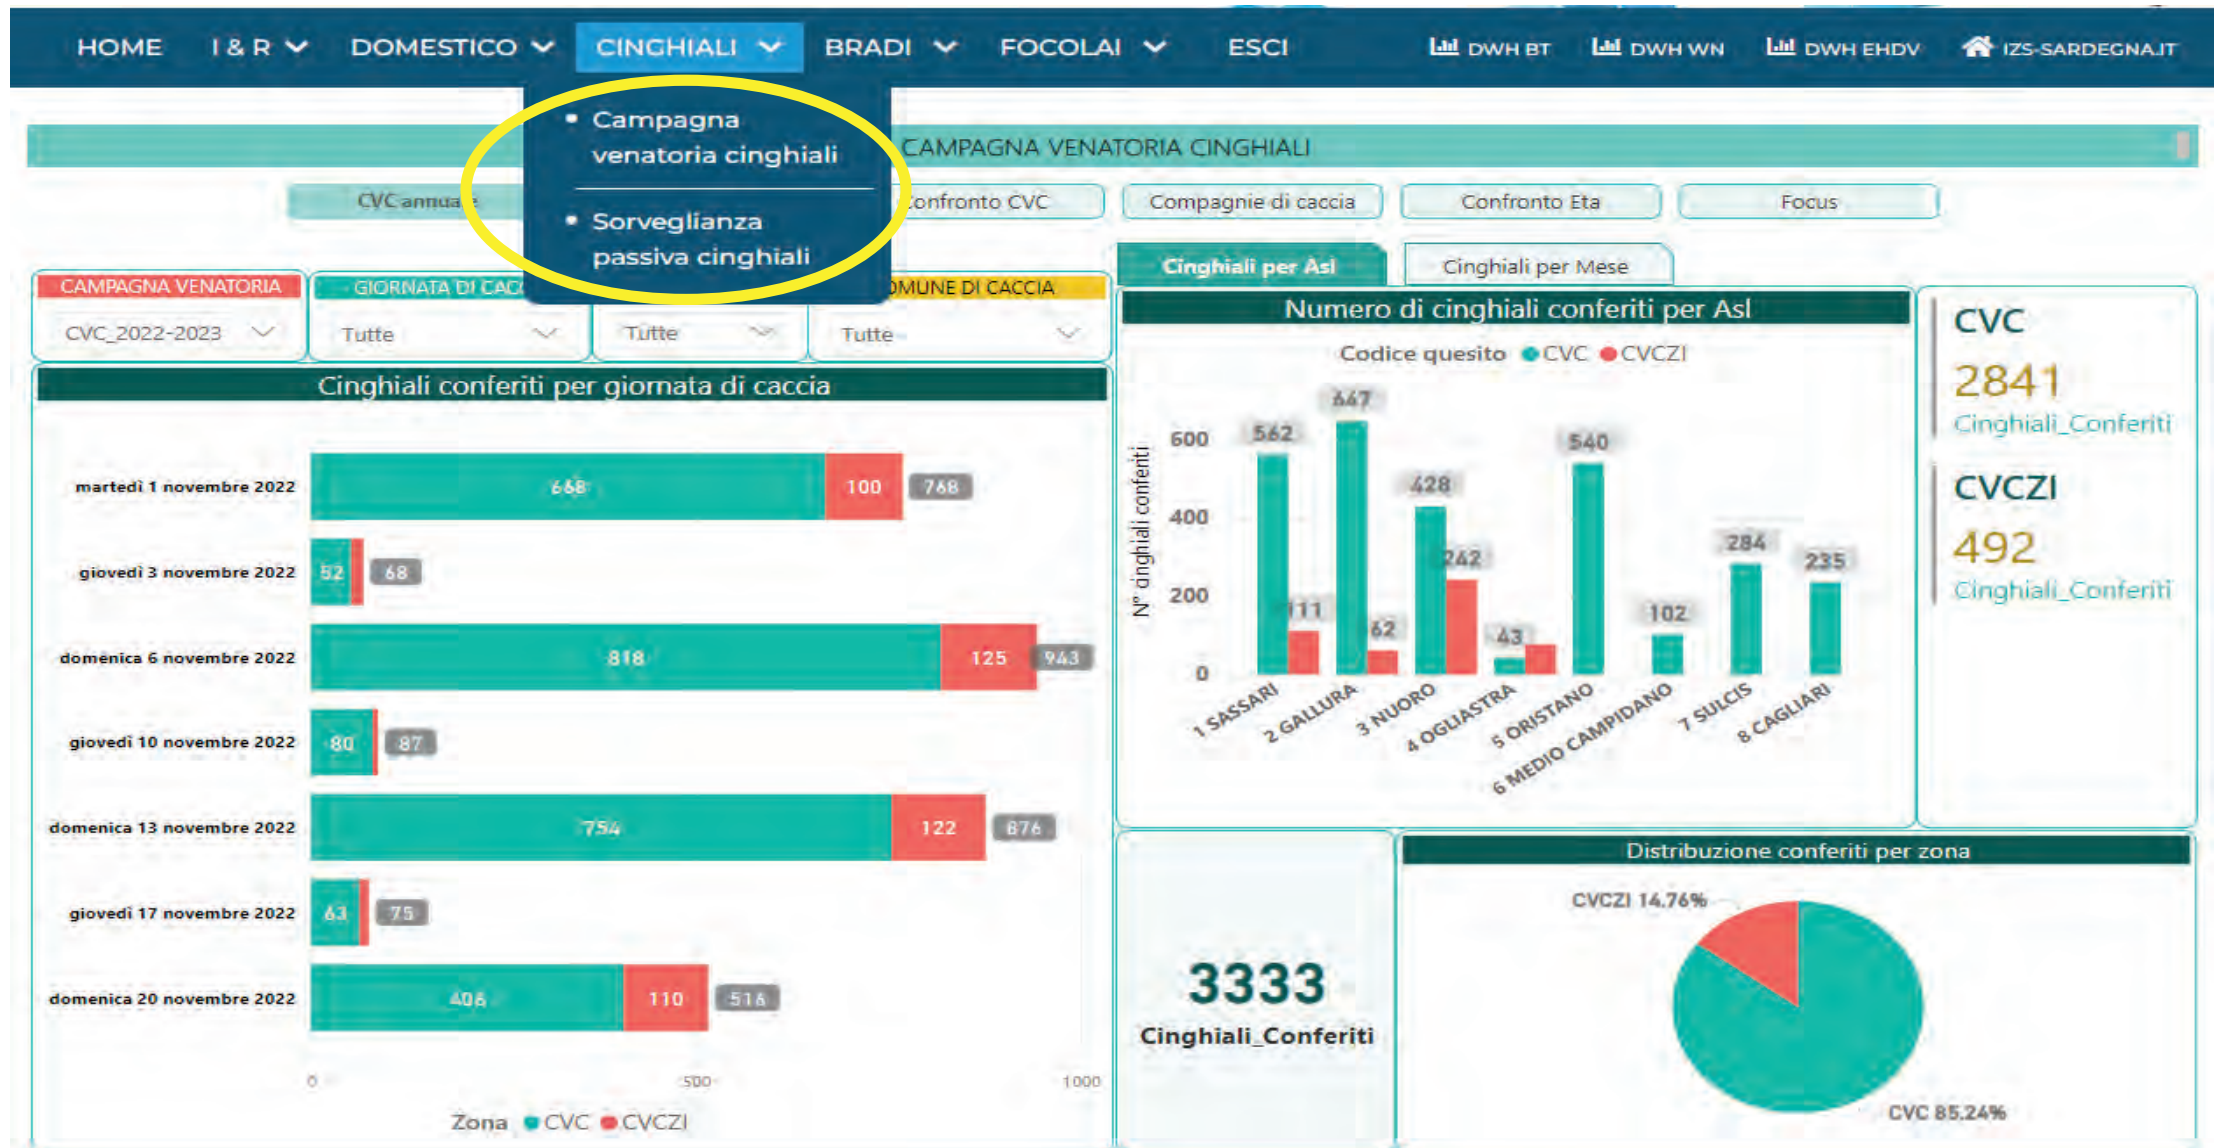 HOME I & R DOMESTICO CINGHIALI BRADI FOCOLAI ESCI DWH BT DWH WN DWH EHDV IZS-SARDEGNA.IT
• Campagna
venatoria cinghiali
• Sorveglianza
passiva cinghiali
CAMPAGNA VENATORIA CINGHIALI
CVC annuale Confronto CVC Compagnie di caccia Confronto Eta Focus
CAMPAGNA VENATORIA GIORNATA DI CACC OMUNE DI CACCIA
CVC_2022-2023 Tutte Tutte Tutte
Cinghiali conferiti per giornata di caccia
martedì 1 novembre 2022 668 100 768
giovedì 3 novembre 2022 52 68
domenica 6 novembre 2022 818 125 943
giovedì 10 novembre 2022 80 87
domenica 13 novembre 2022 754 122 876
giovedì 17 novembre 2022 63 75
domenica 20 novembre 2022 406 110 516
0 500 1000
Zona CVC CVCZI
Cinghiali per Asl Cinghiali per Mese
Numero di cinghiali conferiti per Asl
Codice quesito CVC CVCZI
N° cinghiali conferiti
600
400
200
0
562 111 647 62 428 242 43 540 102 284 235
1 SASSARI
2 GALLURA
3 NUORO
4 OGLIASTRA
5 ORISTANO
6 MEDIO CAMPIDANO
7 SULCIS
8 CAGLIARI
CVC
2841
Cinghiali_Conferiti
CVCZI
492
Cinghiali_Conferiti
3333
Cinghiali_Conferiti
Distribuzione conferiti per zona
CVCZI 14.76%
CVC 85.24%